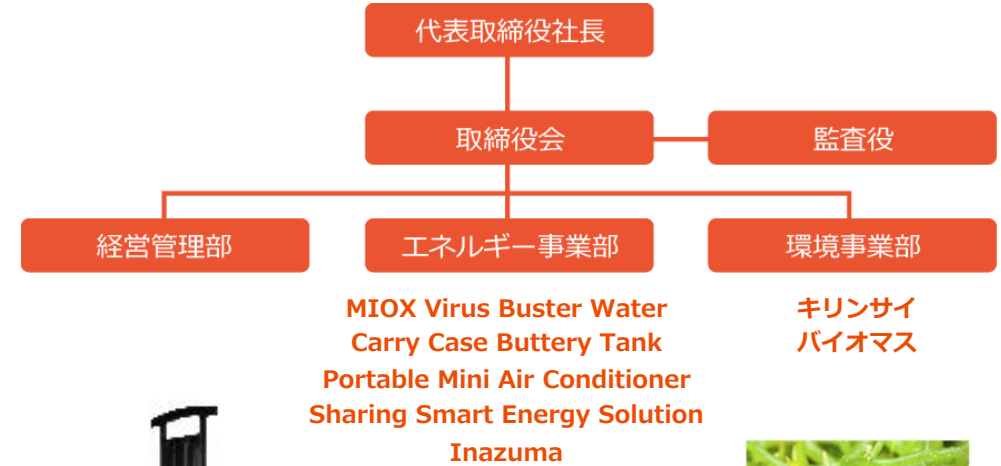 代表取締役社長
取締役会
監査役
経営管理部
エネルギー事業部
環境事業部
MIOX Virus Buster Water
Carry Case Buttery Tank
Portable Mini Air Conditioner
Sharing Smart Energy Solution
Inazuma
キリンサイ
バイオマス